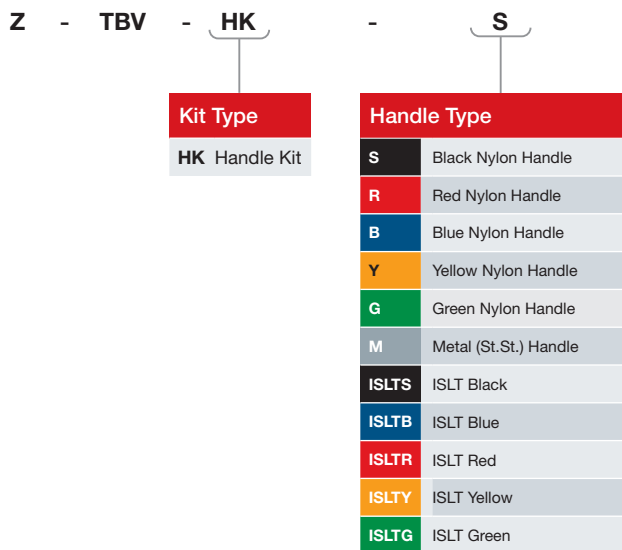 Z - TBV - HK - S
Kit Type
HK Handle Kit
Handle Type
S Black Nylon Handle
R Red Nylon Handle
B Blue Nylon Handle
Y Yellow Nylon Handle
G Green Nylon Handle
M Metal (St.St.) Handle
ISLTS ISLT Black
ISLTB ISLT Blue
ISLTR ISLT Red
ISLTY ISLT Yellow
ISLTG ISLT Green